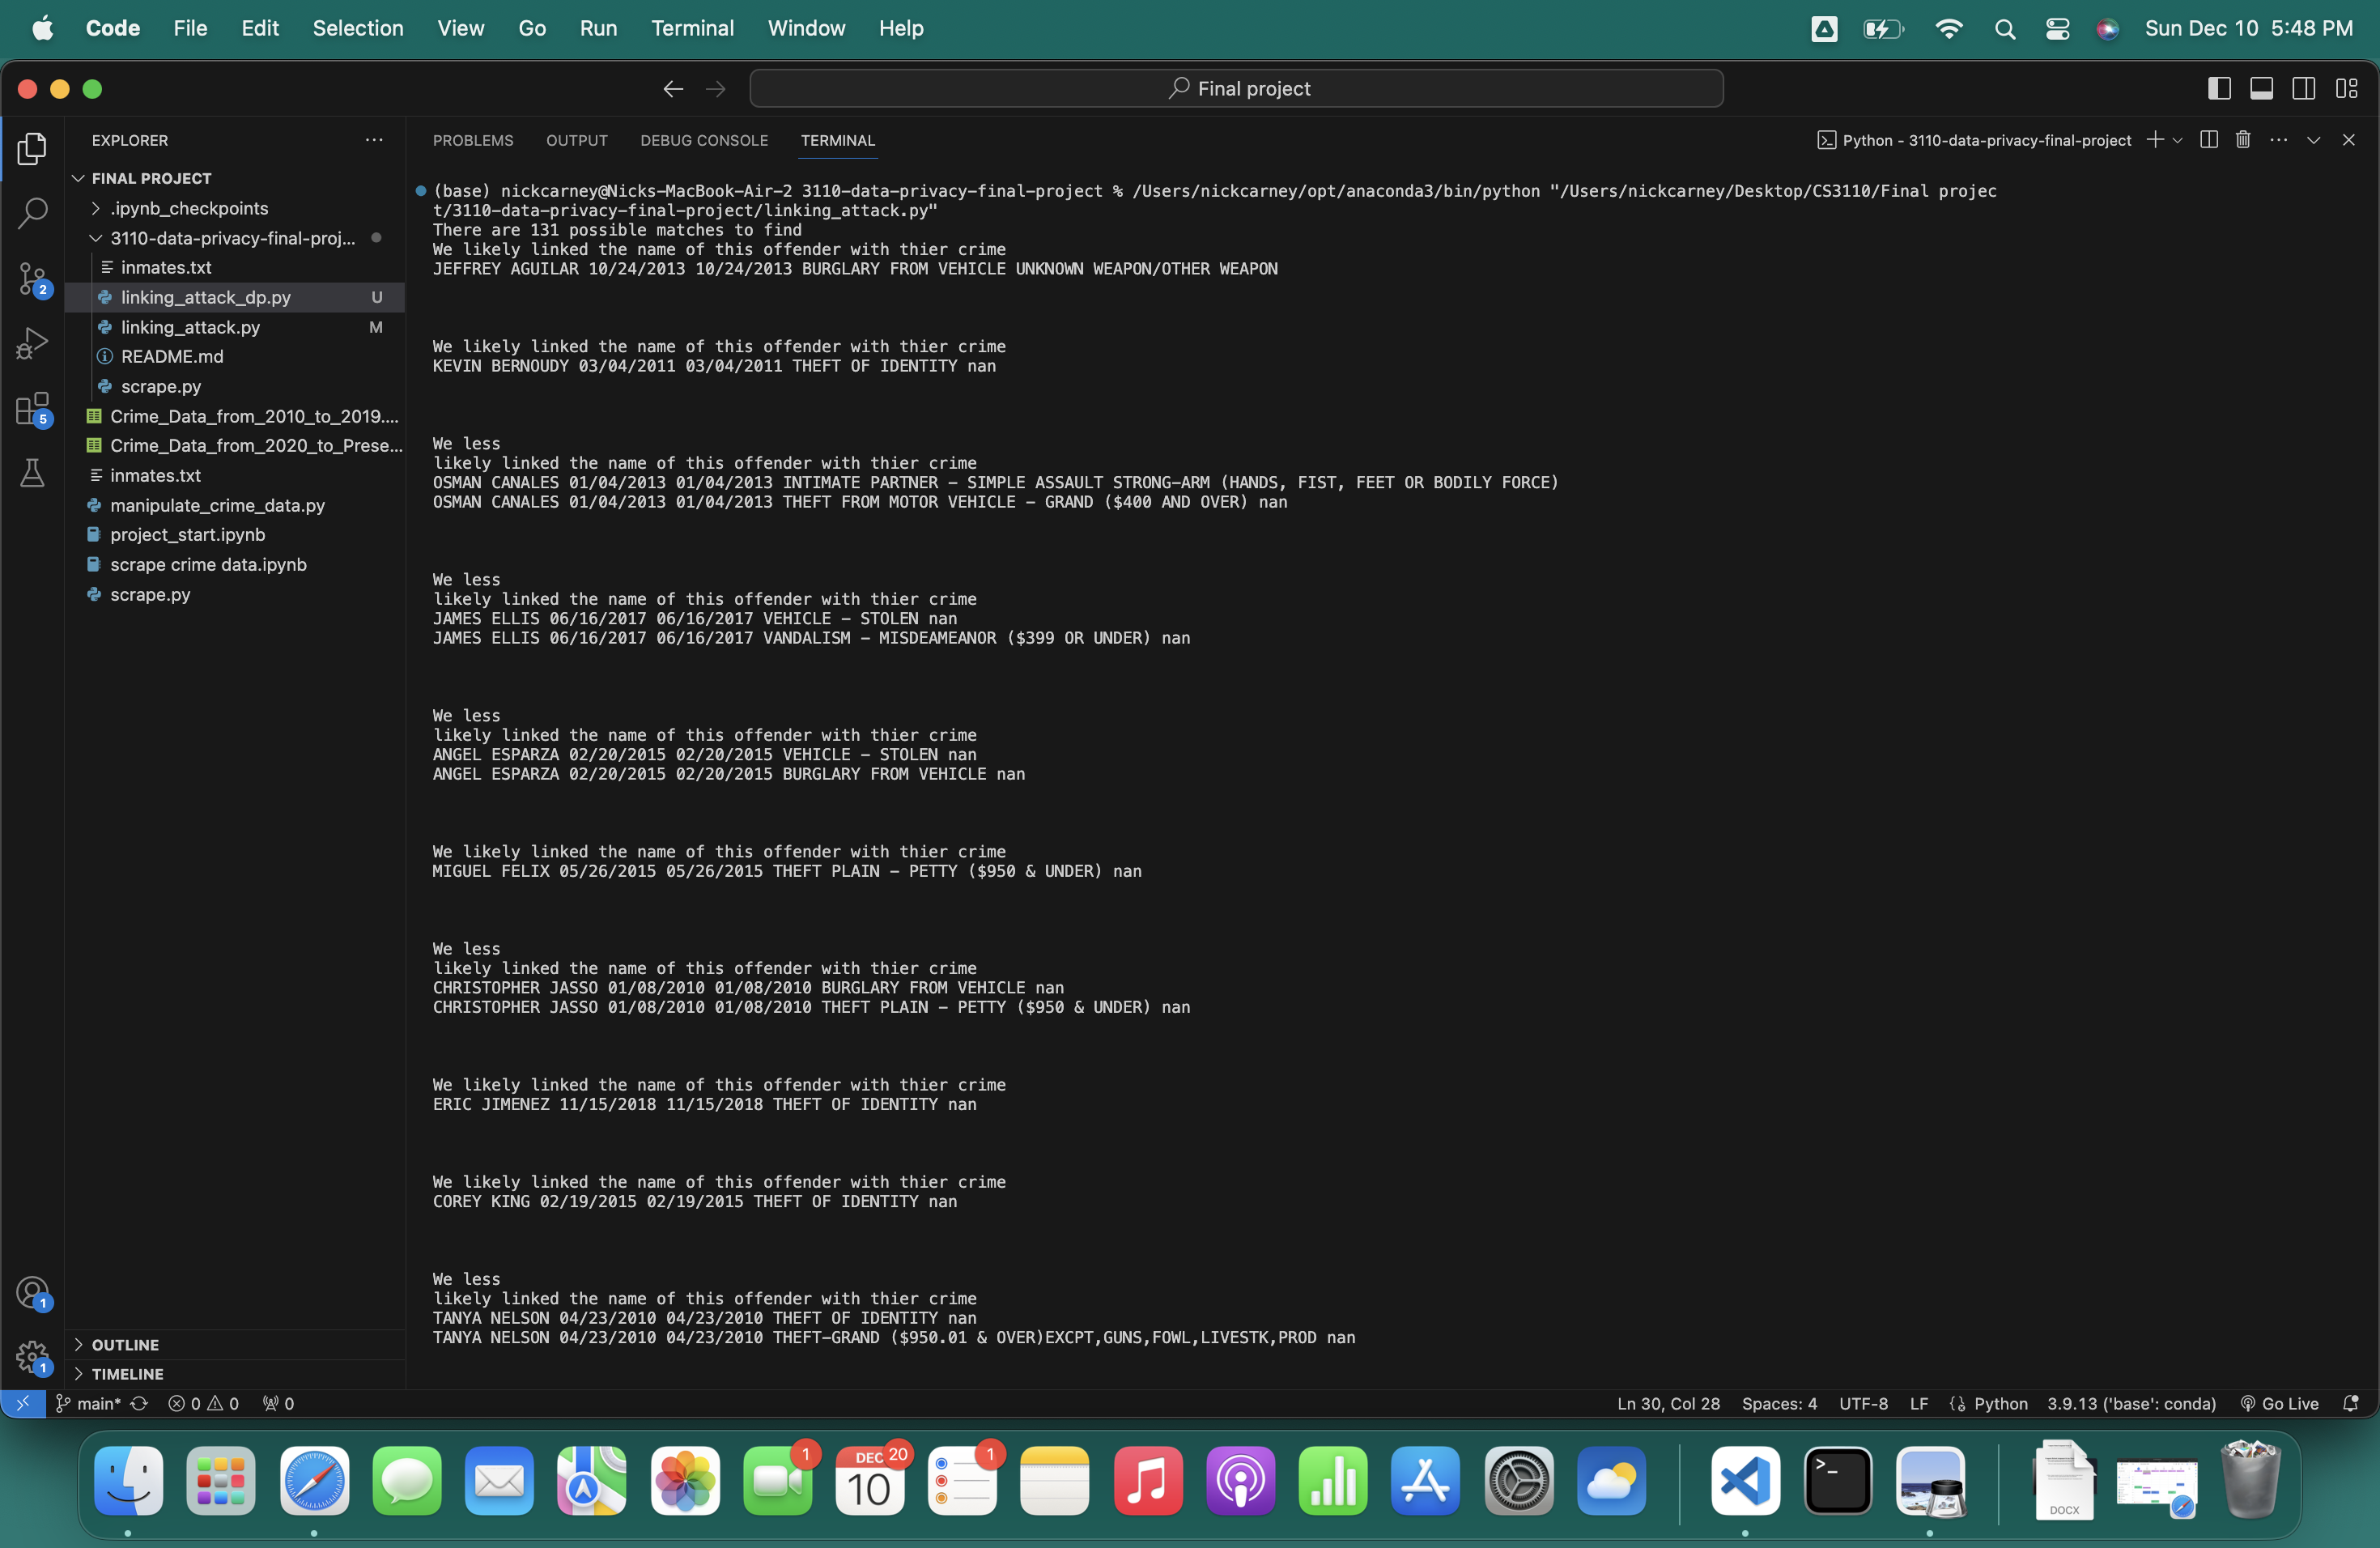 Code File Edit Selection View Go Run Terminal Window Help Sun Dec 10 5:48 PM
Final project
EXPLORER
FINAL PROJECT
.ipynb_checkpoints
3110-data-privacy-final-proj...
inmates.txt
linking_attack_dp.py U
linking_attack.py M
README.md
scrape.py
Crime_Data_from_2010_to_2019....
Crime_Data_from_2020_to_Prese...
inmates.txt
manipulate_crime_data.py
project_start.ipynb
scrape crime data.ipynb
scrape.py
OUTLINE
TIMELINE
2
5
1
1
PROBLEMS OUTPUT DEBUG CONSOLE TERMINAL Python - 3110-data-privacy-final-project
(base) nickcarney@Nicks-MacBook-Air-2 3110-data-privacy-final-project % /Users/nickcarney/opt/anaconda3/bin/python "/Users/nickcarney/Desktop/CS3110/Final projec
t/3110-data-privacy-final-project/linking_attack.py"
There are 131 possible matches to find
We likely linked the name of this offender with thier crime
JEFFREY AGUILAR 10/24/2013 10/24/2013 BURGLARY FROM VEHICLE UNKNOWN WEAPON/OTHER WEAPON
We likely linked the name of this offender with thier crime
KEVIN BERNOUDY 03/04/2011 03/04/2011 THEFT OF IDENTITY nan
We less
likely linked the name of this offender with thier crime
OSMAN CANALES 01/04/2013 01/04/2013 INTIMATE PARTNER - SIMPLE ASSAULT STRONG-ARM (HANDS, FIST, FEET OR BODILY FORCE)
OSMAN CANALES 01/04/2013 01/04/2013 THEFT FROM MOTOR VEHICLE - GRAND ($400 AND OVER) nan
We less
likely linked the name of this offender with thier crime
JAMES ELLIS 06/16/2017 06/16/2017 VEHICLE - STOLEN nan
JAMES ELLIS 06/16/2017 06/16/2017 VANDALISM - MISDEAMEANOR ($399 OR UNDER) nan
We less
likely linked the name of this offender with thier crime
ANGEL ESPARZA 02/20/2015 02/20/2015 VEHICLE - STOLEN nan
ANGEL ESPARZA 02/20/2015 02/20/2015 BURGLARY FROM VEHICLE nan
We likely linked the name of this offender with thier crime
MIGUEL FELIX 05/26/2015 05/26/2015 THEFT PLAIN - PETTY ($950 & UNDER) nan
We less
likely linked the name of this offender with thier crime
CHRISTOPHER JASSO 01/08/2010 01/08/2010 BURGLARY FROM VEHICLE nan
CHRISTOPHER JASSO 01/08/2010 01/08/2010 THEFT PLAIN - PETTY ($950 & UNDER) nan
We likely linked the name of this offender with thier crime
ERIC JIMENEZ 11/15/2018 11/15/2018 THEFT OF IDENTITY nan
We likely linked the name of this offender with thier crime
COREY KING 02/19/2015 02/19/2015 THEFT OF IDENTITY nan
We less
likely linked the name of this offender with thier crime
TANYA NELSON 04/23/2010 04/23/2010 THEFT OF IDENTITY nan
TANYA NELSON 04/23/2010 04/23/2010 THEFT-GRAND ($950.01 & OVER)EXCPT,GUNS,FOWL,LIVESTK,PROD nan
main* 0 0 0 Ln 30, Col 28 Spaces: 4 UTF-8 LF Python 3.9.13 ('base': conda) Go Live
1 DEC 20 1
10
DOCX